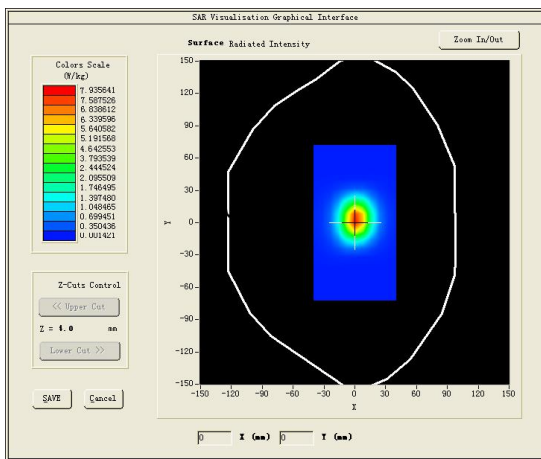 SAR Visualisation Graphical Interface
Surface Radiated Intensity
Zoom In/Out
Colors Scale
(W/kg)
7.935641
7.587526
6.838612
6.339596
5.640582
5.191568
4.642553
3.793539
2.444524
2.095509
1.746495
1.397480
1.048465
0.699451
0.350436
0.001421
Z-Cuts Control
<< Upper Cut
Z = 4.0 mm
Lower Cut >>
SAVE
Cancel
150
120
90
60
30
0
-30
-60
-90
-120
-150
Y
-150 -120 -90 -60 -30 0 30 60 90 120 150
X
0 X (mm) 0 Y (mm)